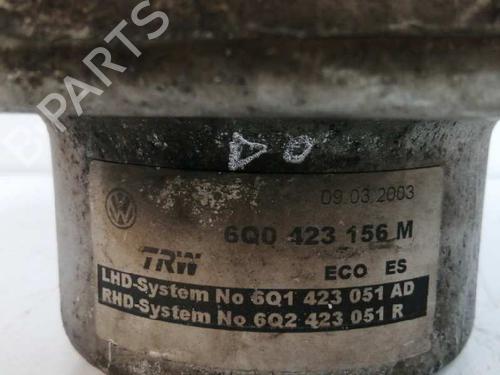 D O
09.03.2003
6Q0 423 156 M
TRW
ECO ES
LHD-System No 6Q1 423 051 AD
RHD-System No 6Q2 423 051 R
B-PARTS